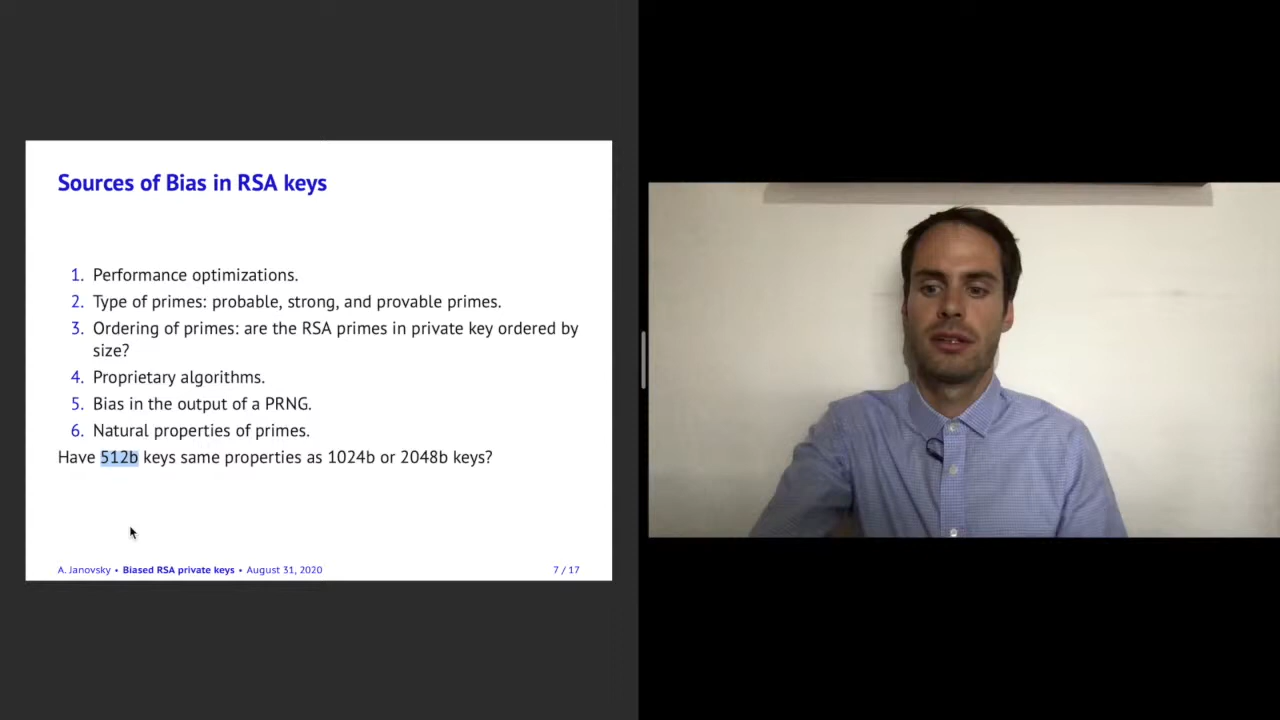 Sources of Bias in RSA keys
1. Performance optimizations.
2. Type of primes: probable, strong, and provable primes.
3. Ordering of primes: are the RSA primes in private key ordered by
size?
4. Proprietary algorithms.
5. Bias in the output of a PRNG.
6. Natural properties of primes.
Have 512b keys same properties as 1024b or 2048b keys?
A. Janovsky • Biased RSA private keys • August 31, 2020 7 / 17